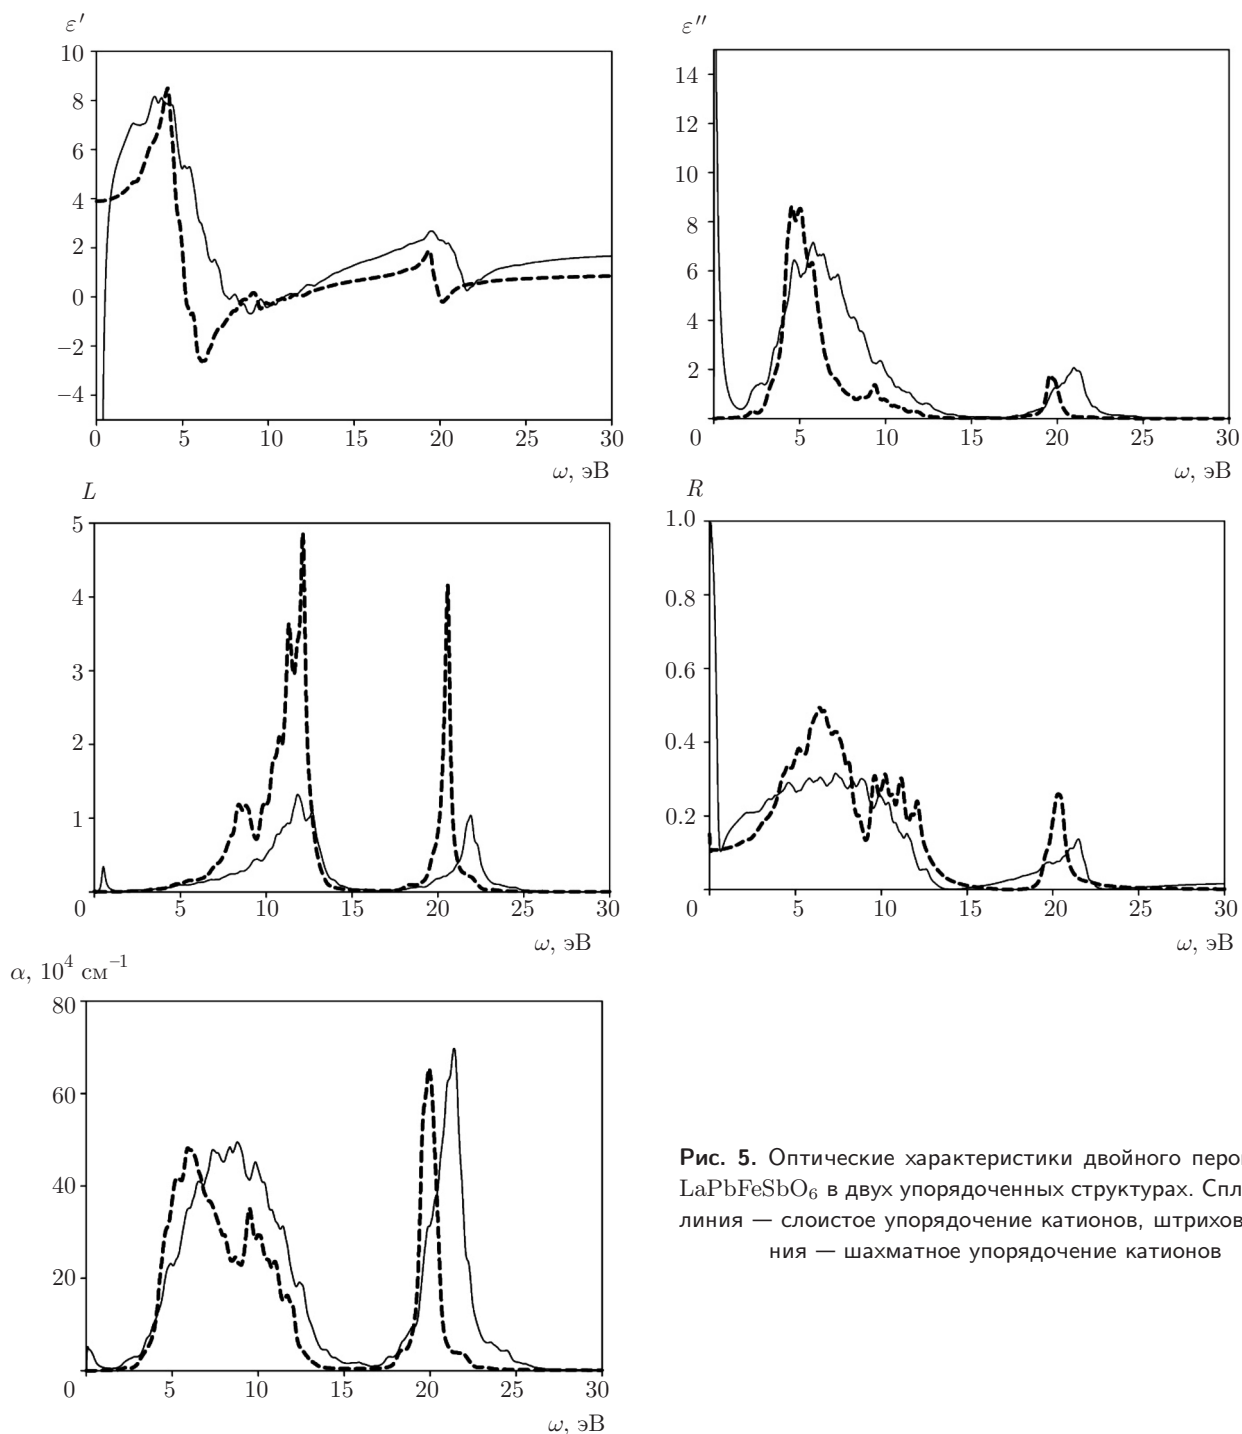 ε′
10
8
6
4
2
0
−2
−4
0 5 10 15 20 25 30
ω, эВ
ε′′
14
12
10
8
6
4
2
0 5 10 15 20 25 30
ω, эВ
L
5
4
3
2
1
0 5 10 15 20 25 30
ω, эВ
R
1.0
0.8
0.6
0.4
0.2
0 5 10 15 20 25 30
ω, эВ
α, 10⁴ см⁻¹
80
60
40
20
0 5 10 15 20 25 30
ω, эВ
Рис. 5. Оптические характеристики двойного перов
LaPbFeSbO₆ в двух упорядоченных структурах. Спл
линия — слоистое упорядочение катионов, штрихов
ния — шахматное упорядочение катионов